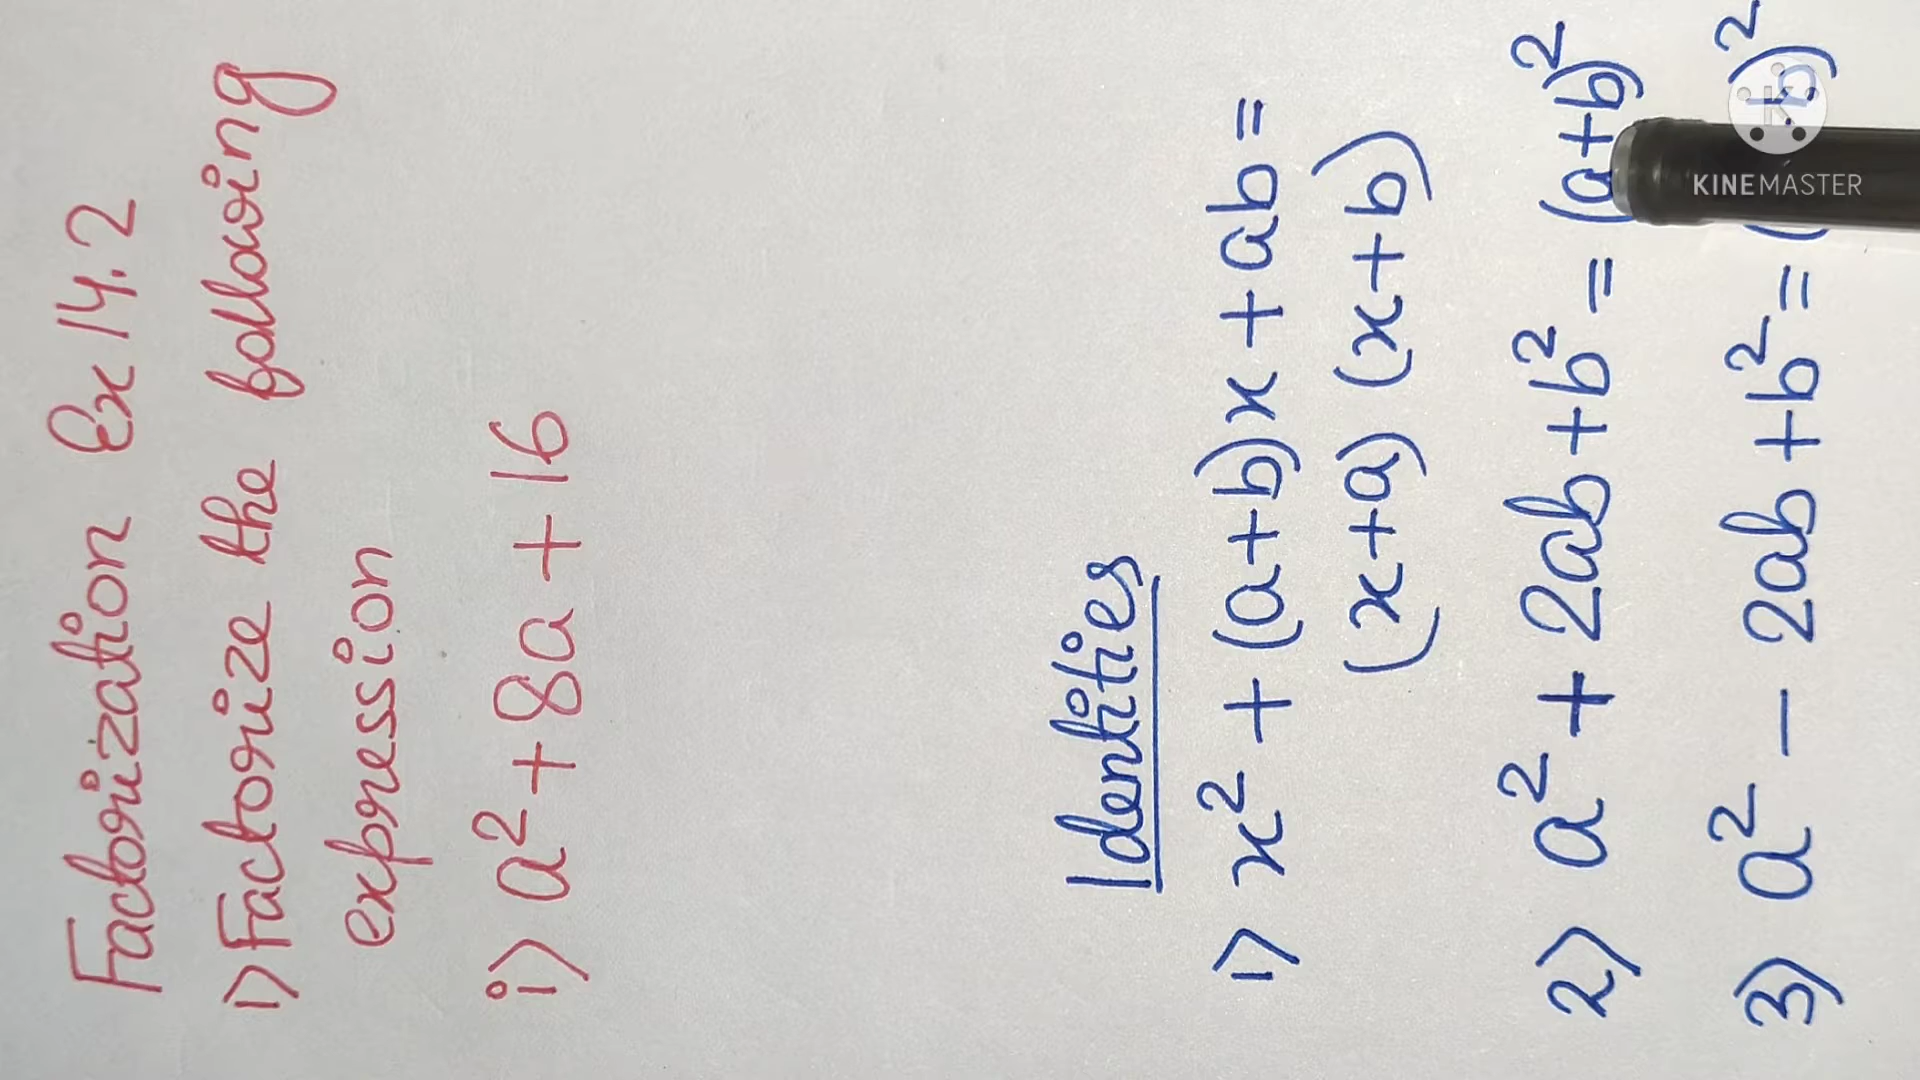 Factorization Ex 14.2
1) Factorize the following
expression
i) a² + 8a + 16
Identities
1) x² + (a+b)x + ab =
(x+a) (x+b)
2) a² + 2ab + b² = (a+b)²
3) a² - 2ab + b² = ( b)²
KINEMASTER